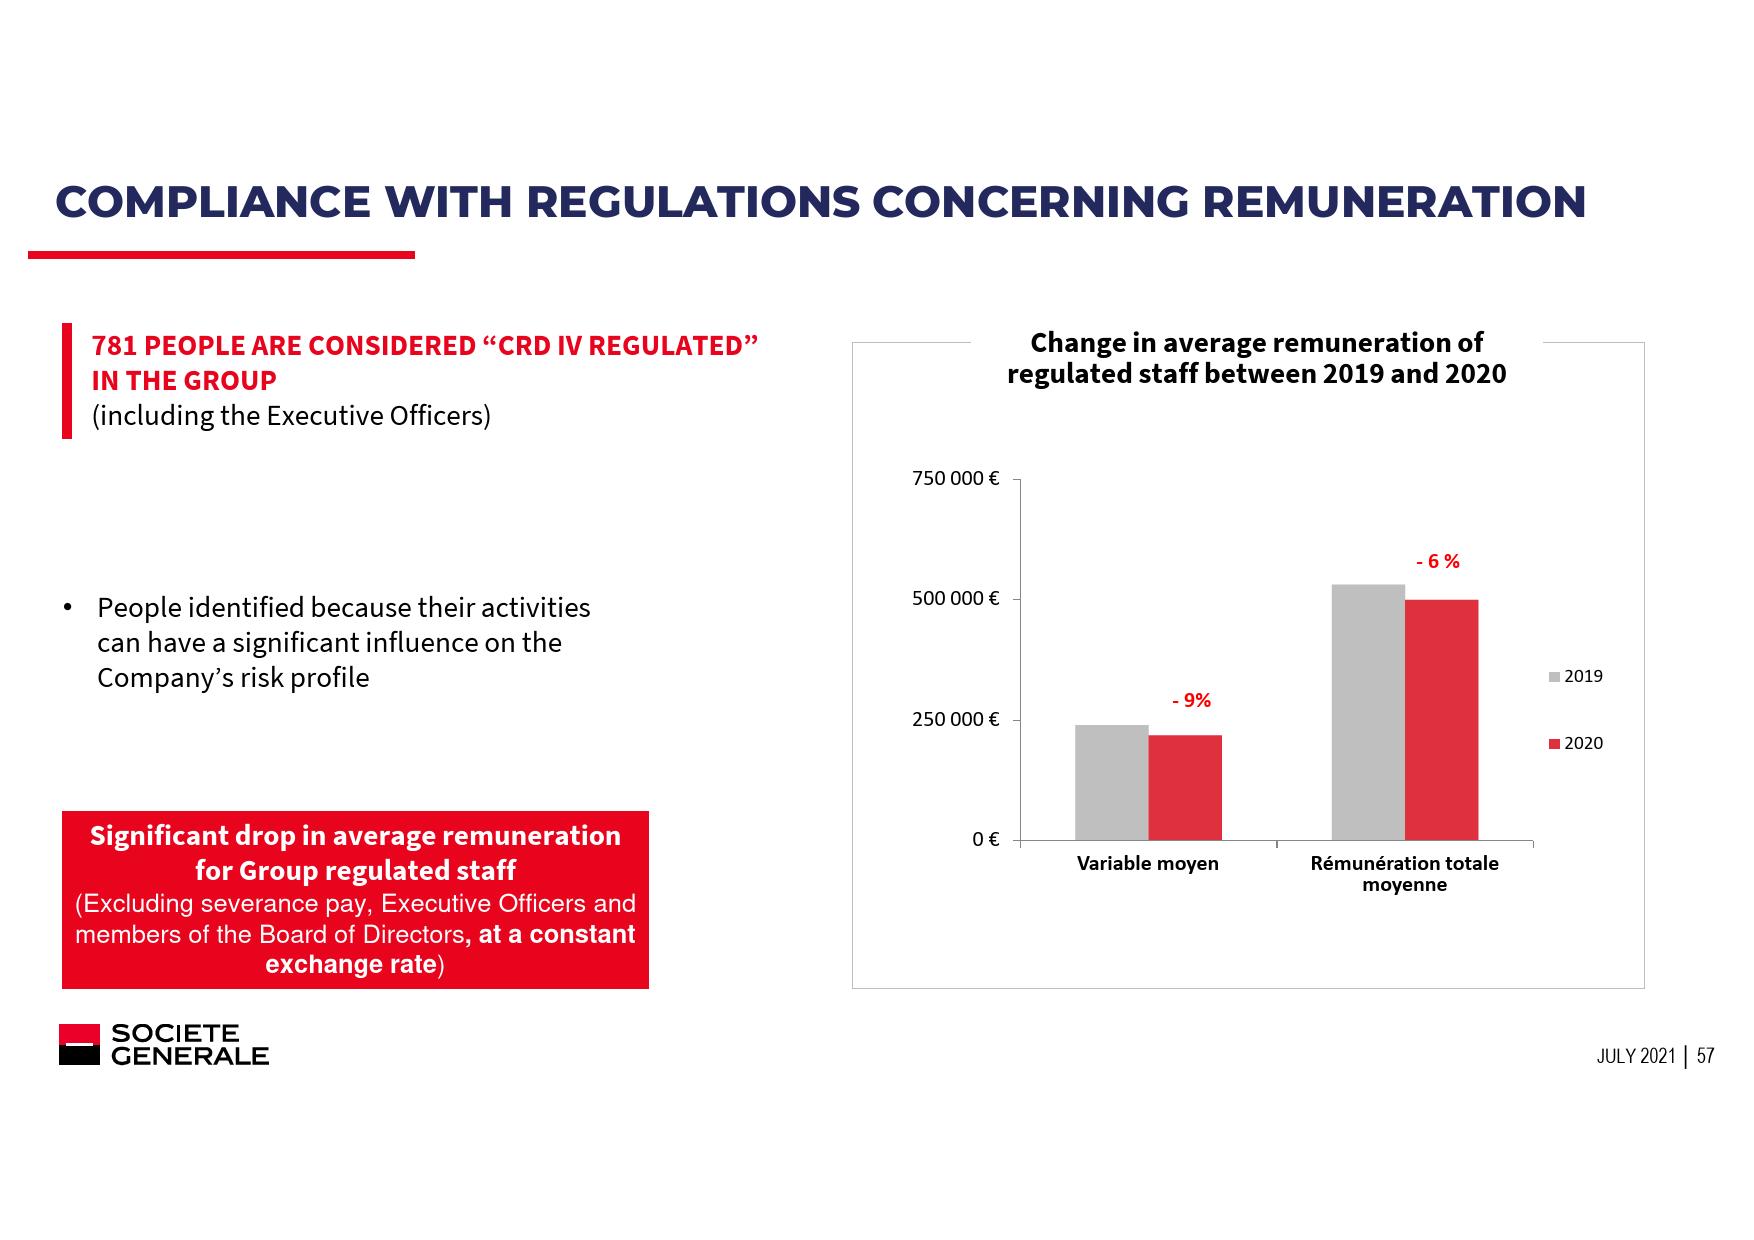 COMPLIANCE WITH REGULATIONS CONCERNING REMUNERATION
781 PEOPLE ARE CONSIDERED “CRD IV REGULATED”
IN THE GROUP
(including the Executive Officers)
• People identified because their activities
can have a significant influence on the
Company’s risk profile
Significant drop in average remuneration
for Group regulated staff
(Excluding severance pay, Executive Officers and
members of the Board of Directors, at a constant
exchange rate)
Change in average remuneration of
regulated staff between 2019 and 2020
750 000 €
500 000 €
250 000 €
0 €
- 9%
- 6 %
Variable moyen
Rémunération totale
moyenne
2019
2020
SOCIETE
GENERALE
JULY 2021 | 57